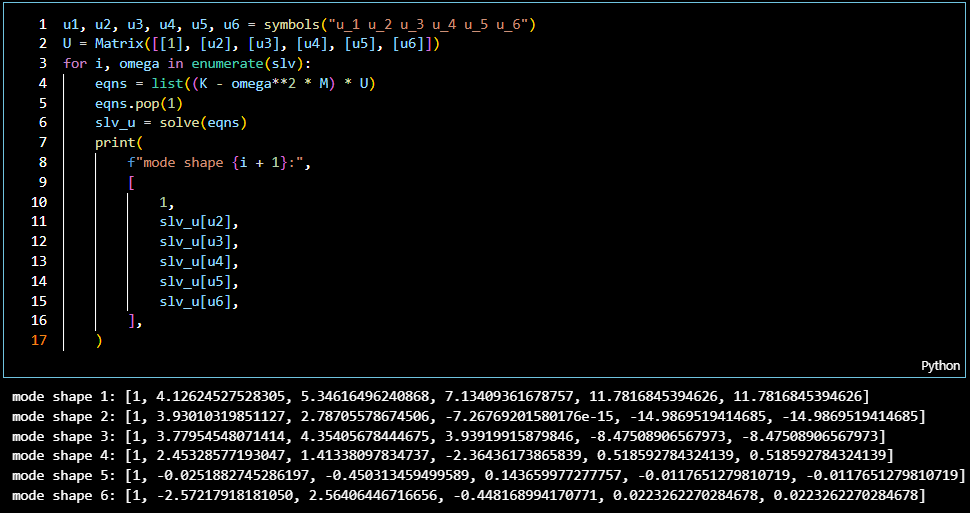 1 u1, u2, u3, u4, u5, u6 = symbols("u_1 u_2 u_3 u_4 u_5 u_6")
2 U = Matrix([[1], [u2], [u3], [u4], [u5], [u6]])
3 for i, omega in enumerate(slv):
4     eqns = list((K - omega**2 * M) * U)
5     eqns.pop(1)
6     slv_u = solve(eqns)
7     print(
8         f"mode shape {i + 1}:",
9         [
10             1,
11             slv_u[u2],
12             slv_u[u3],
13             slv_u[u4],
14             slv_u[u5],
15             slv_u[u6],
16         ],
17     )
Python
mode shape 1: [1, 4.12624527528305, 5.34616496240868, 7.13409361678757, 11.7816845394626, 11.7816845394626]
mode shape 2: [1, 3.93010319851127, 2.78705578674506, -7.26769201580176e-15, -14.9869519414685, -14.9869519414685]
mode shape 3: [1, 3.77954548071414, 4.35405678444675, 3.93919915879846, -8.47508906567973, -8.47508906567973]
mode shape 4: [1, 2.45328577193047, 1.41338097834737, -2.36436173865839, 0.518592784324139, 0.518592784324139]
mode shape 5: [1, -0.0251882745286197, -0.450313459499589, 0.143659977277757, -0.0117651279810719, -0.0117651279810719]
mode shape 6: [1, -2.57217918181050, 2.56406446716656, -0.448168994170771, 0.0223262270284678, 0.0223262270284678]